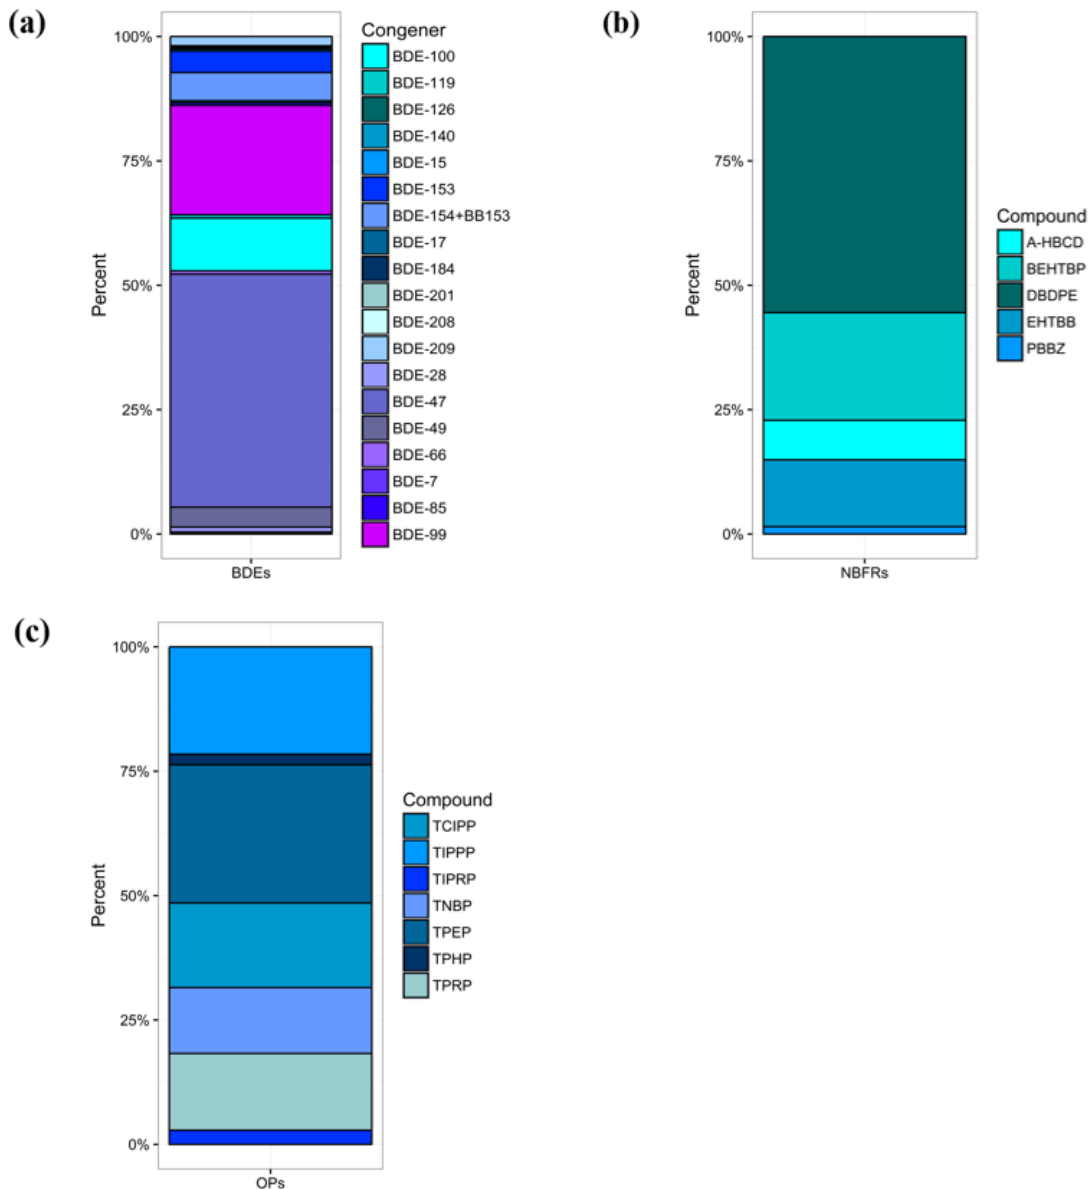 (a)
Percent
100%
75%
50%
25%
0%
BDEs
Congener
BDE-100
BDE-119
BDE-126
BDE-140
BDE-15
BDE-153
BDE-154+BB153
BDE-17
BDE-184
BDE-201
BDE-208
BDE-209
BDE-28
BDE-47
BDE-49
BDE-66
BDE-7
BDE-85
BDE-99
(b)
Percent
100%
75%
50%
25%
0%
NBFRs
Compound
A-HBCD
BEHTBP
DBDPE
EHTBB
PBBZ
(c)
Percent
100%
75%
50%
25%
0%
OPs
Compound
TCIPP
TIPPP
TIPRP
TNBP
TPEP
TPHP
TPRP